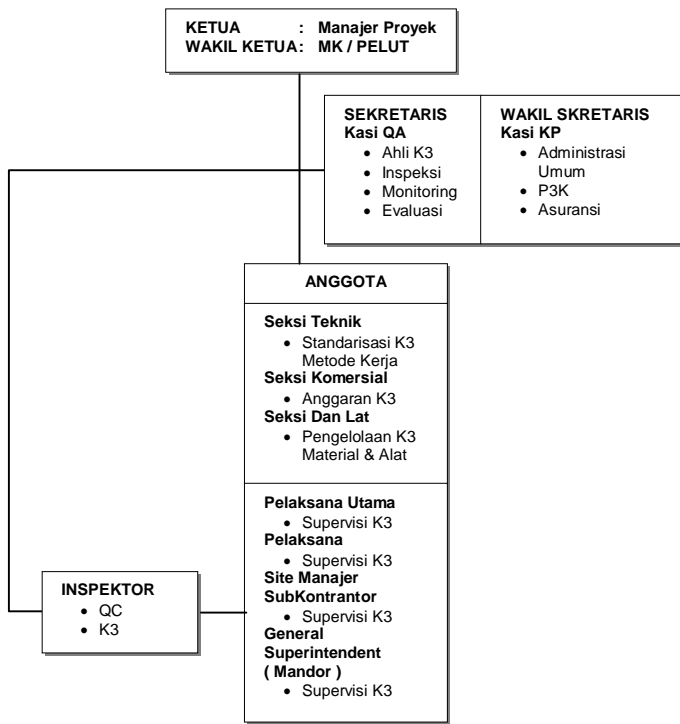 KETUA : Manajer Proyek
WAKIL KETUA : MK / PELUT
SEKRETARIS
Kasi QA
• Ahli K3
• Inspeksi
• Monitoring
• Evaluasi
WAKIL SKRETARIS
Kasi KP
• Administrasi
Umum
• P3K
• Asuransi
ANGGOTA
Seksi Teknik
• Standarisasi K3
Metode Kerja
Seksi Komersial
• Anggaran K3
Seksi Dan Lat
• Pengelolaan K3
Material & Alat
Pelaksana Utama
• Supervisi K3
Pelaksana
• Supervisi K3
Site Manajer
SubKontrantor
• Supervisi K3
General
Superintendent
( Mandor )
• Supervisi K3
INSPEKTOR
• QC
• K3